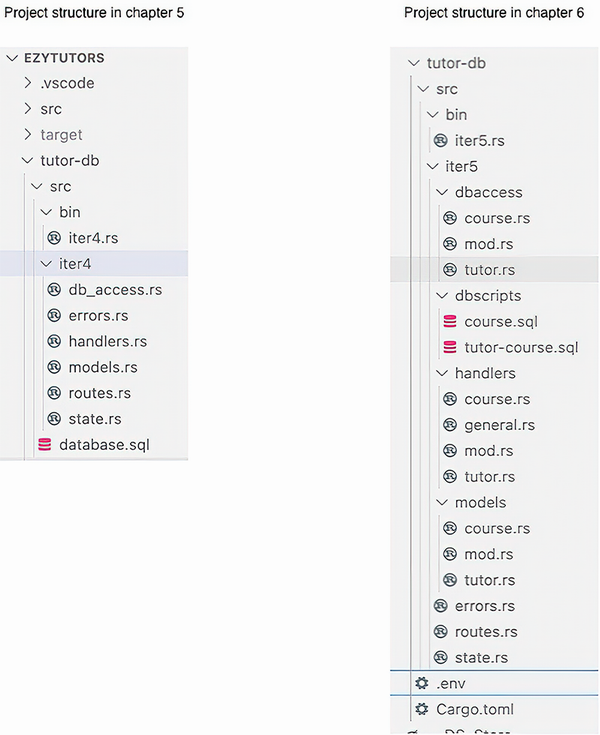 Project structure in chapter 5
EZYTUTORS
.vscode
src
target
tutor-db
src
bin
iter4.rs
iter4
db_access.rs
errors.rs
handlers.rs
models.rs
routes.rs
state.rs
database.sql
Project structure in chapter 6
tutor-db
src
bin
iter5.rs
iter5
dbaccess
course.rs
mod.rs
tutor.rs
dbscripts
course.sql
tutor-course.sql
handlers
course.rs
general.rs
mod.rs
tutor.rs
models
course.rs
mod.rs
tutor.rs
errors.rs
routes.rs
state.rs
.env
Cargo.toml